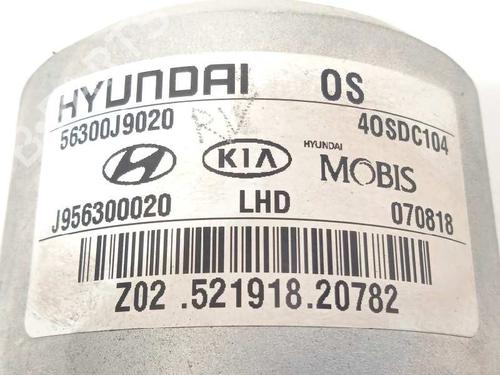 HYUNDAI OS
56300J9020 40SDC104
KIA HYUNDAI MOBIS
J956300020 LHD 070818
Z02 .521918.20782